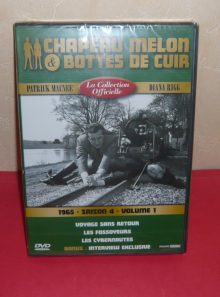 CHAPEAU MELON
& BOTTES DE CUIR
PATRICK MACNEE
La Collection
Officielle
DIANA RIGG
1965 - SAISON 4 - VOLUME 1
VOYAGE SANS RETOUR
LES FOSSOYEURS
LES CYBERNAUTES
BONUS : INTERVIEW EXCLUSIVE
DVD